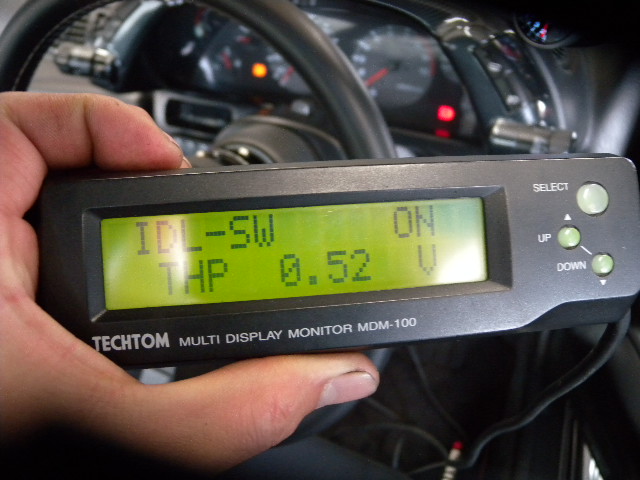 IDL-SW ON
THP 0.52 V
TECHTOM MULTI DISPLAY MONITOR MDM-100
SELECT
UP
DOWN